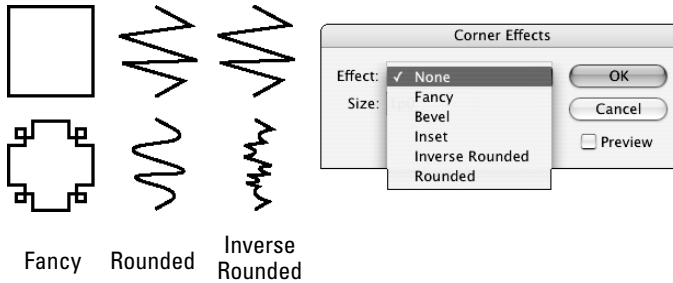 Corner Effects
Effect:
✓ None
Fancy
Bevel
Inset
Inverse Rounded
Rounded
Size:
OK
Cancel
Preview
Fancy
Rounded
Inverse
Rounded